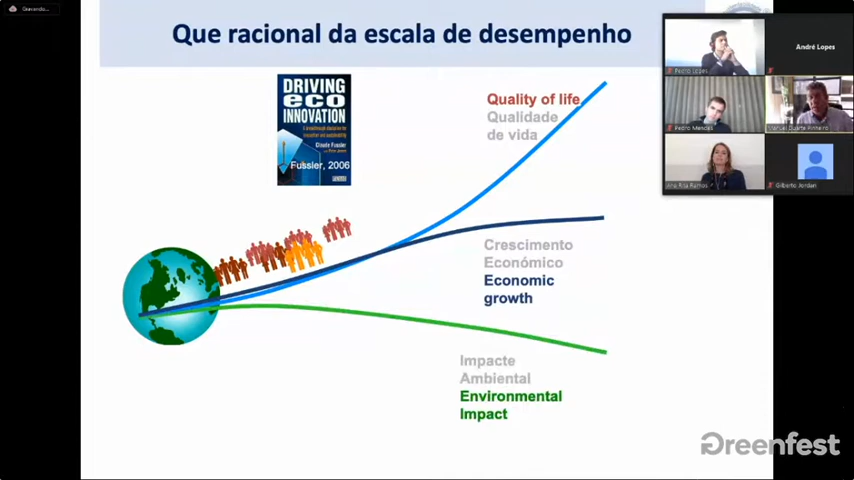 Gravando...
Que racional da escala de desempenho
DRIVING
eco
INNOVATION
Claude Fussler
Fussler, 2006
Quality of life
Qualidade
de vida
Crescimento
Económico
Economic
growth
Impacte
Ambiental
Environmental
Impact
Pedro Lopes
André Lopes
Pedro Mendes
Manuel Duarte Pinheiro
Ana Rita Ramos
Gilberto Jordan
Greenfest